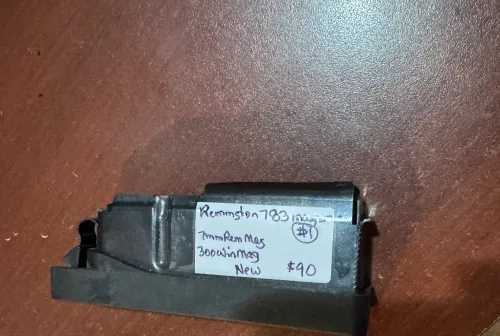 Remington 783
#1
7mm Rem Mag
300 Win Mag
New $90